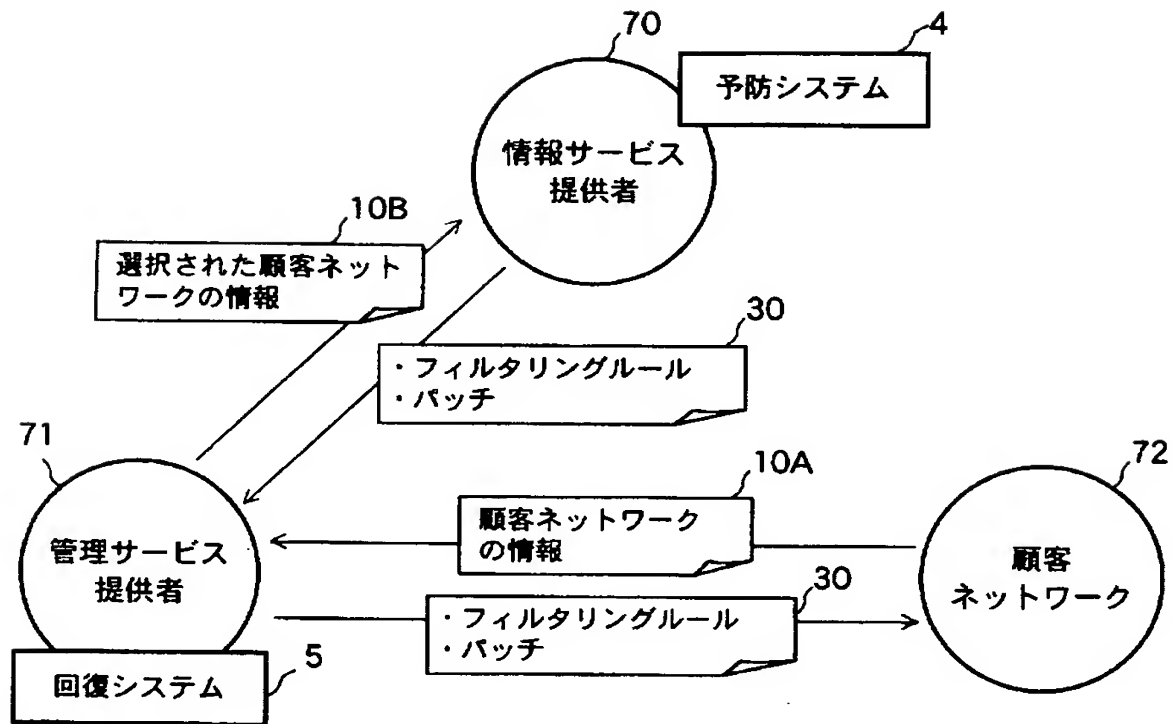 70
4
予防システム
情報サービス
提供者
10B
選択された顧客ネット
ワークの情報
30
・フィルタリングルール
・パッチ
71
管理サービス
提供者
10A
顧客ネットワーク
の情報
72
顧客
ネットワーク
30
・フィルタリングルール
・パッチ
回復システム
5